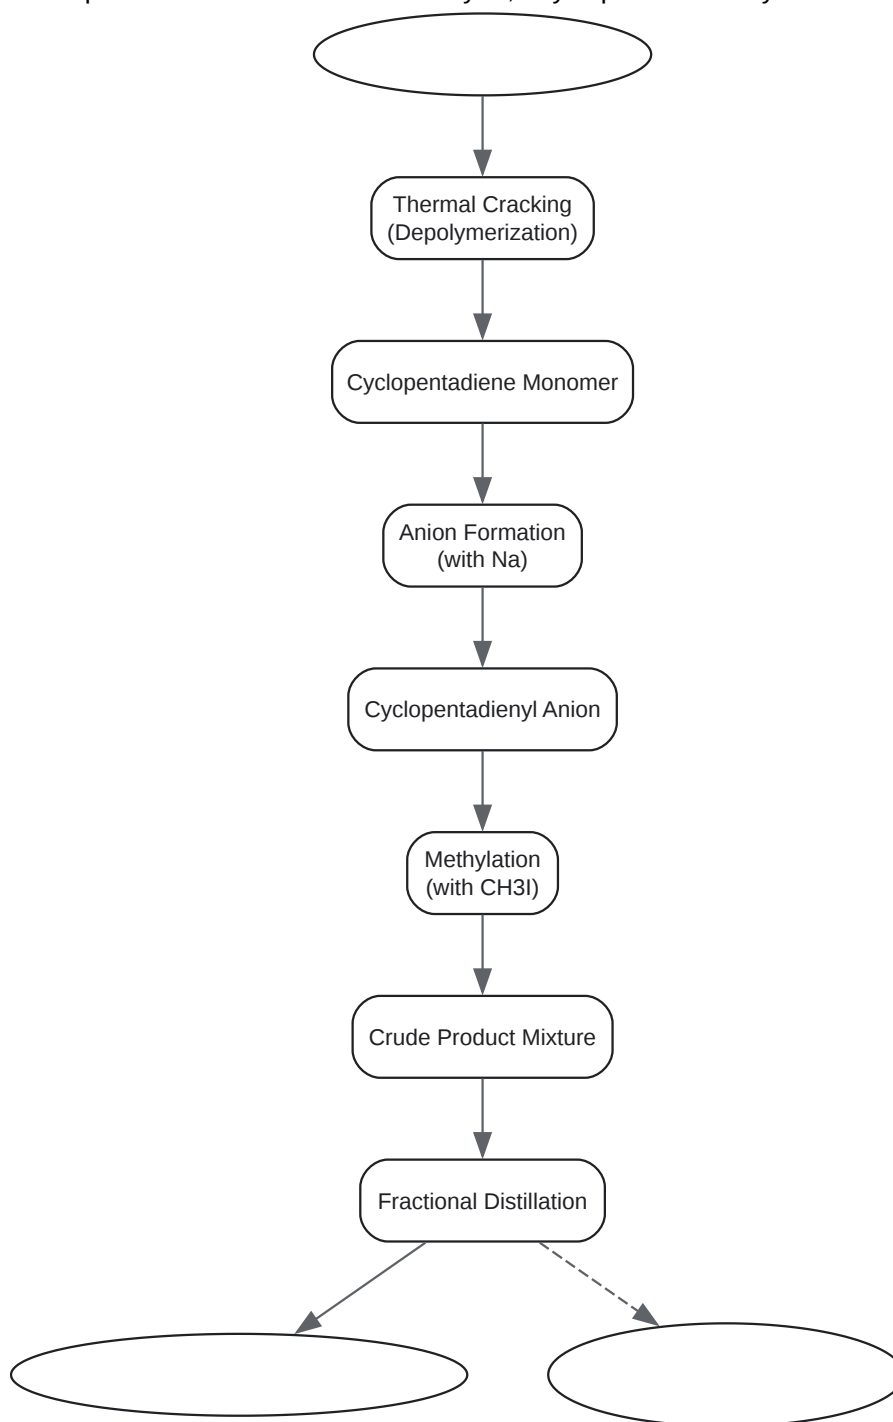 Thermal Cracking
(Depolymerization)
Cyclopentadiene Monomer
Anion Formation
(with Na)
Cyclopentadienyl Anion
Methylation
(with CH3I)
Crude Product Mixture
Fractional Distillation